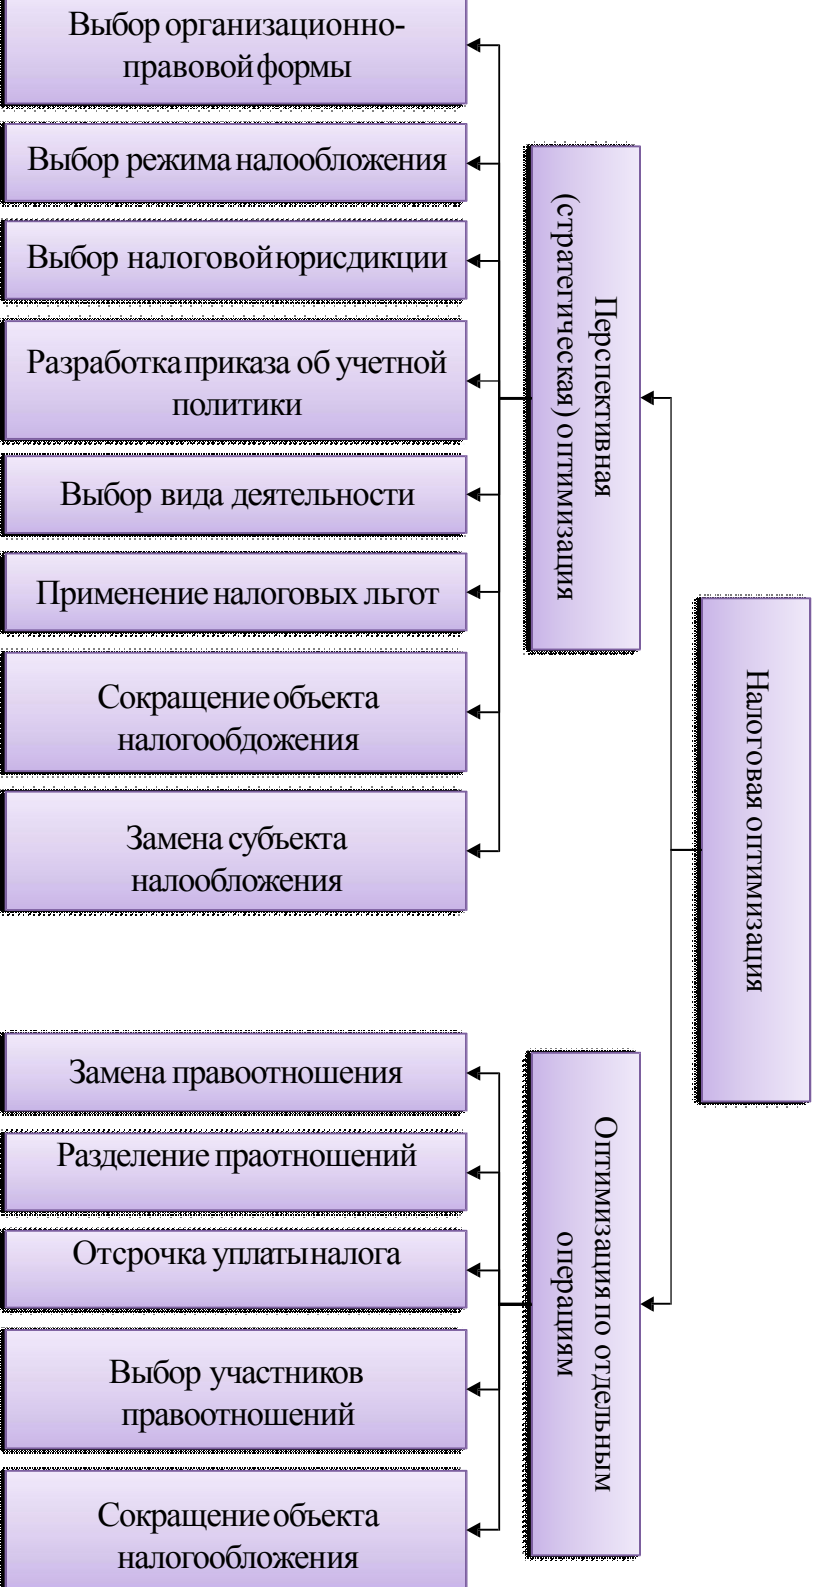 Выбор организационно-
правовой формы
Выбор режима налообложения
Выбор налоговой юрисдикции
Разработка приказа об учетной
политики
Выбор вида деятельности
Применение налоговых льгот
Сокращение объекта
налогообдожения
Замена субъекта
налообложения
Перспективная
(стратегическая) оптимизация
Налоговая оптимизация
Замена правоотношения
Разделение праотношений
Отсрочка уплаты налога
Выбор участников
правоотношений
Сокращение объекта
налогообложения
Оптимизация по отдельным
операциям